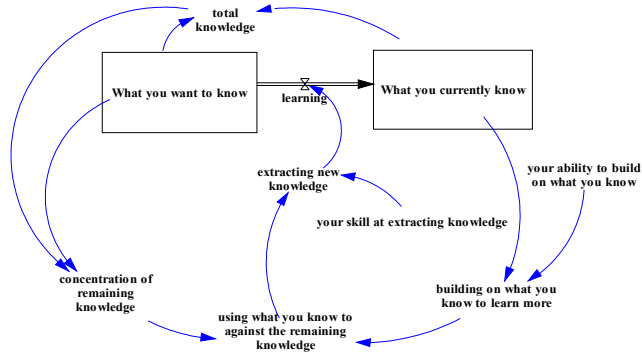 total
knowledge
What you want to know
learning
What you currently know
extracting new
knowledge
your ability to build
on what you know
your skill at extracting knowledge
concentration of
remaining
knowledge
building on what you
know to learn more
using what you know to
against the remaining
knowledge